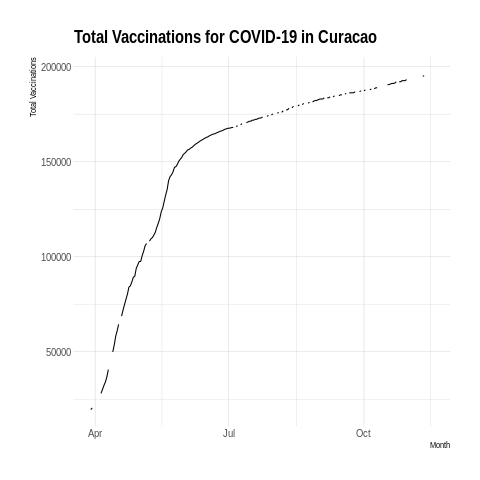 Total Vaccinations for COVID-19 in Curacao
Total Vaccinations
200000
150000
100000
50000
Apr
Jul
Oct
Month